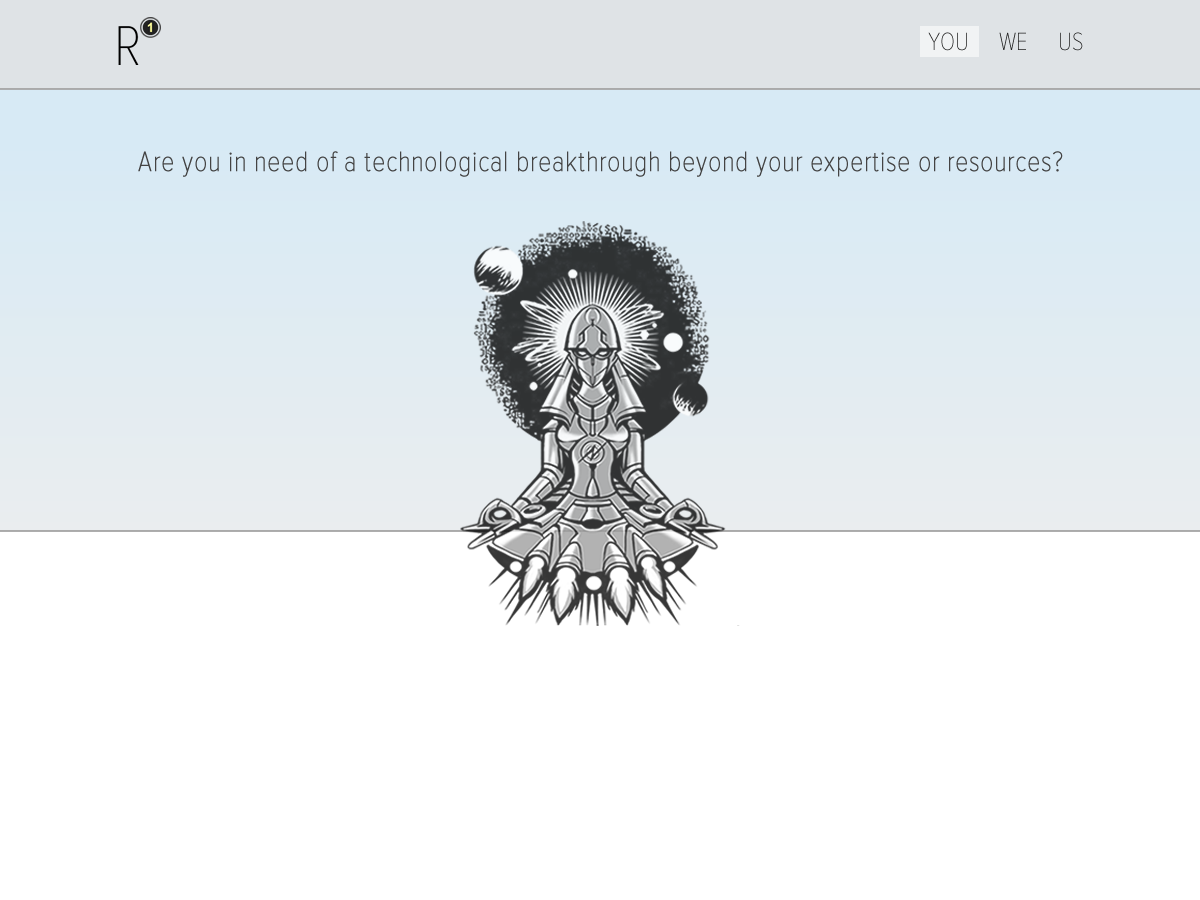 R1
YOU WE US
Are you in need of a technological breakthrough beyond your expertise or resources?